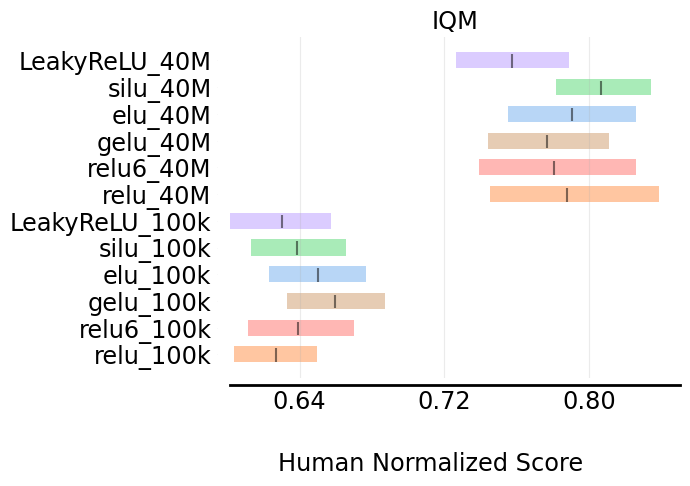 IQM
LeakyReLU_40M
silu_40M
elu_40M
gelu_40M
relu6_40M
relu_40M
LeakyReLU_100k
silu_100k
elu_100k
gelu_100k
relu6_100k
relu_100k
0.64 0.72 0.80
Human Normalized Score